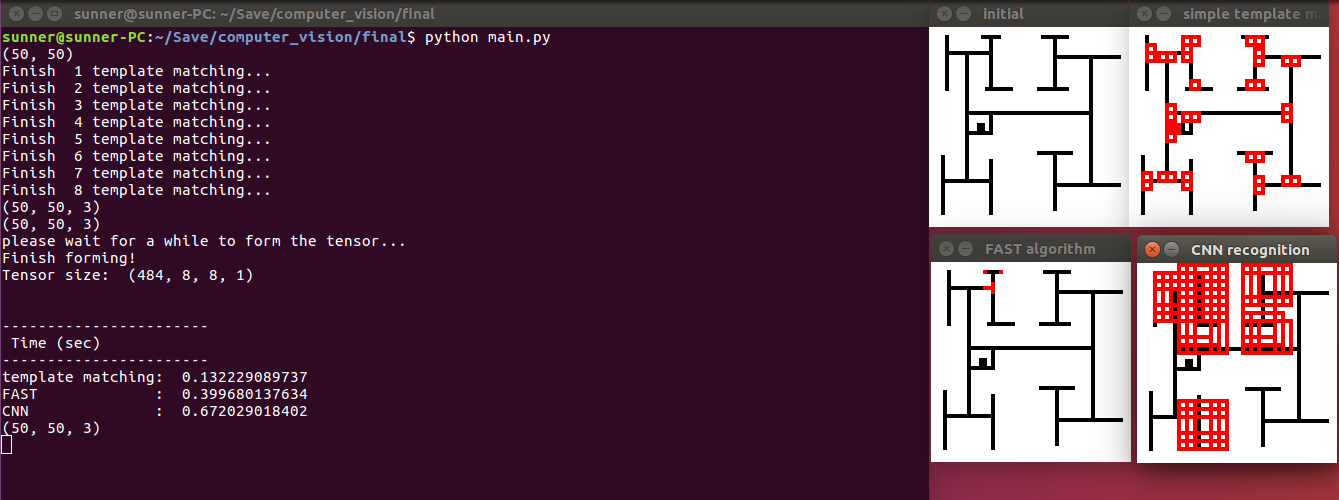 sunner@sunner-PC: ~/Save/computer_vision/final
sunner@sunner-PC:~/Save/computer_vision/final$ python main.py
(50, 50)
Finish  1 template matching...
Finish  2 template matching...
Finish  3 template matching...
Finish  4 template matching...
Finish  5 template matching...
Finish  6 template matching...
Finish  7 template matching...
Finish  8 template matching...
(50, 50, 3)
(50, 50, 3)
please wait for a while to form the tensor...
Finish forming!
Tensor size:  (484, 8, 8, 1)
-----------------------
 Time (sec)
-----------------------
template matching:  0.132229089737
FAST             :  0.399680137634
CNN              :  0.672029018402
(50, 50, 3)
initial
simple template m
FAST algorithm
CNN recognition